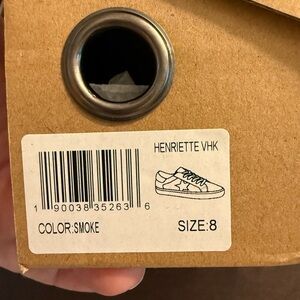 HENRIETTE VHK
1 90038 35263 6
COLOR:SMOKE
SIZE:8